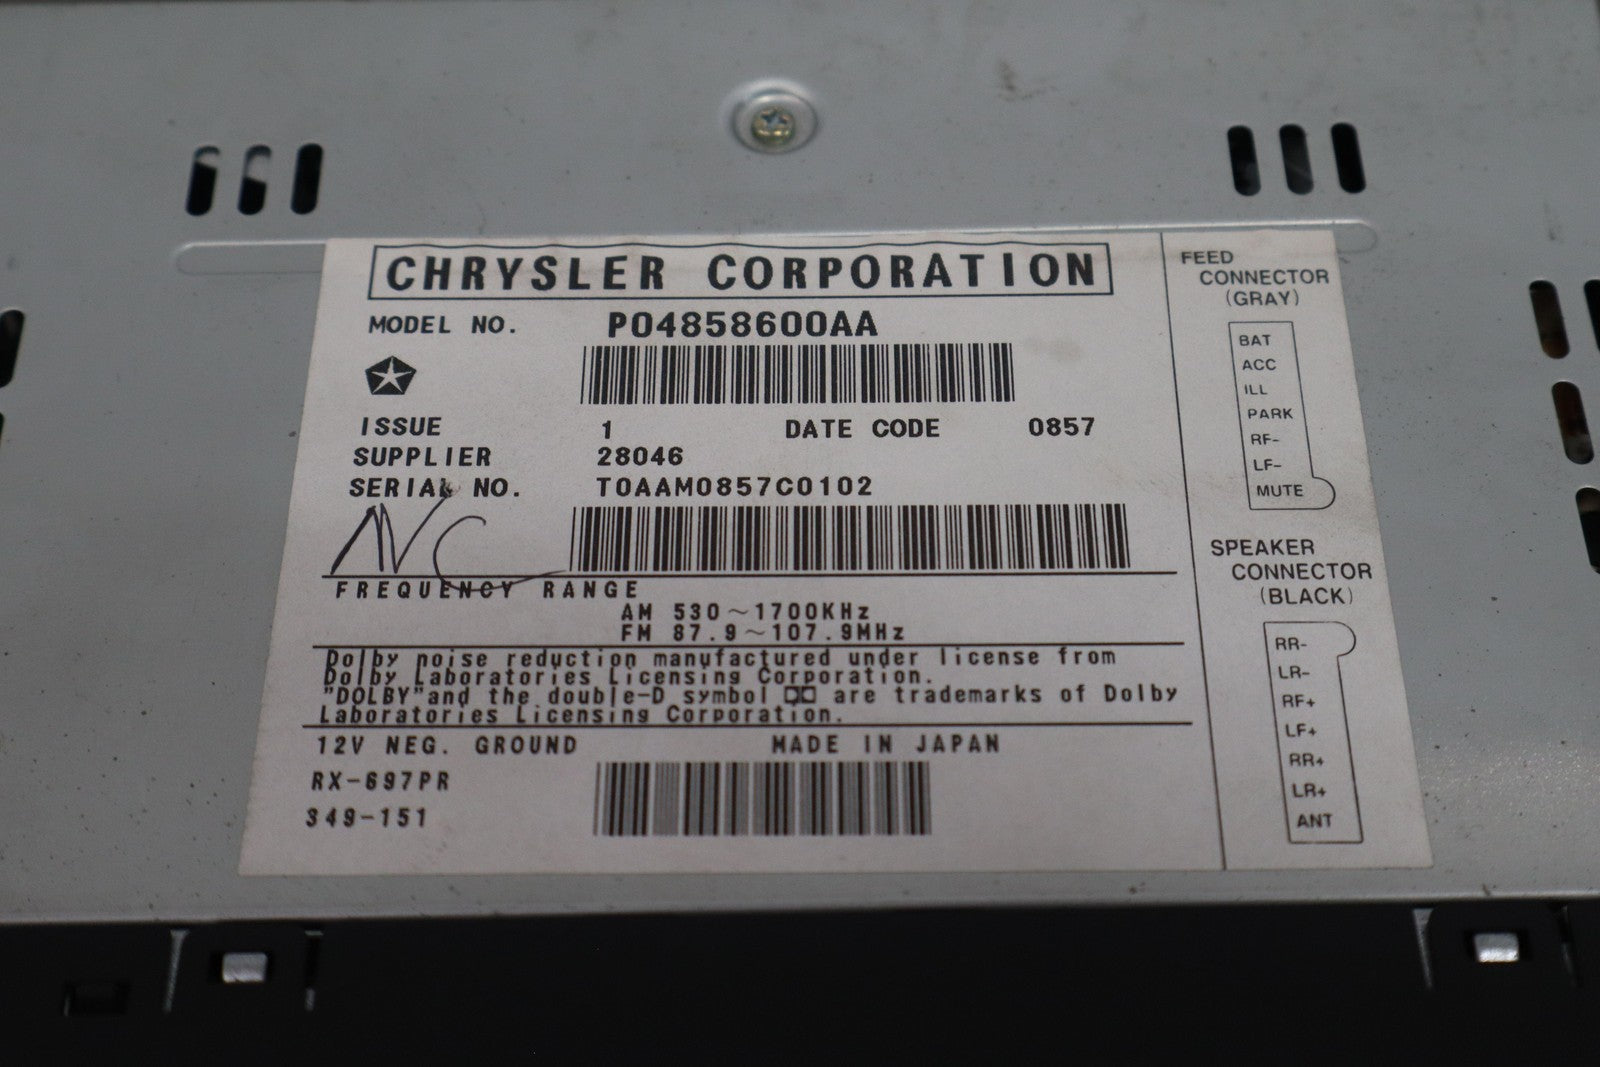 CHRYSLER CORPORATION
MODEL NO. P04858600AA
ISSUE 1 DATE CODE 0857
SUPPLIER 28046
SERIAL NO. T0AAM0857C0102
NC
FREQUENCY RANGE
AM 530~1700KHz
FM 87.9~107.9MHz
Dolby noise reduction manufactured under license from
Dolby Laboratories Licensing Corporation.
"DOLBY" and the double-D symbol are trademarks of Dolby
Laboratories Licensing Corporation.
12V NEG. GROUND MADE IN JAPAN
RX-697PR
349-151
FEED
CONNECTOR
(GRAY)
BAT
ACC
ILL
PARK
RF-
LF-
MUTE
SPEAKER
CONNECTOR
(BLACK)
RR-
LR-
RF+
LF+
RR+
LR+
ANT